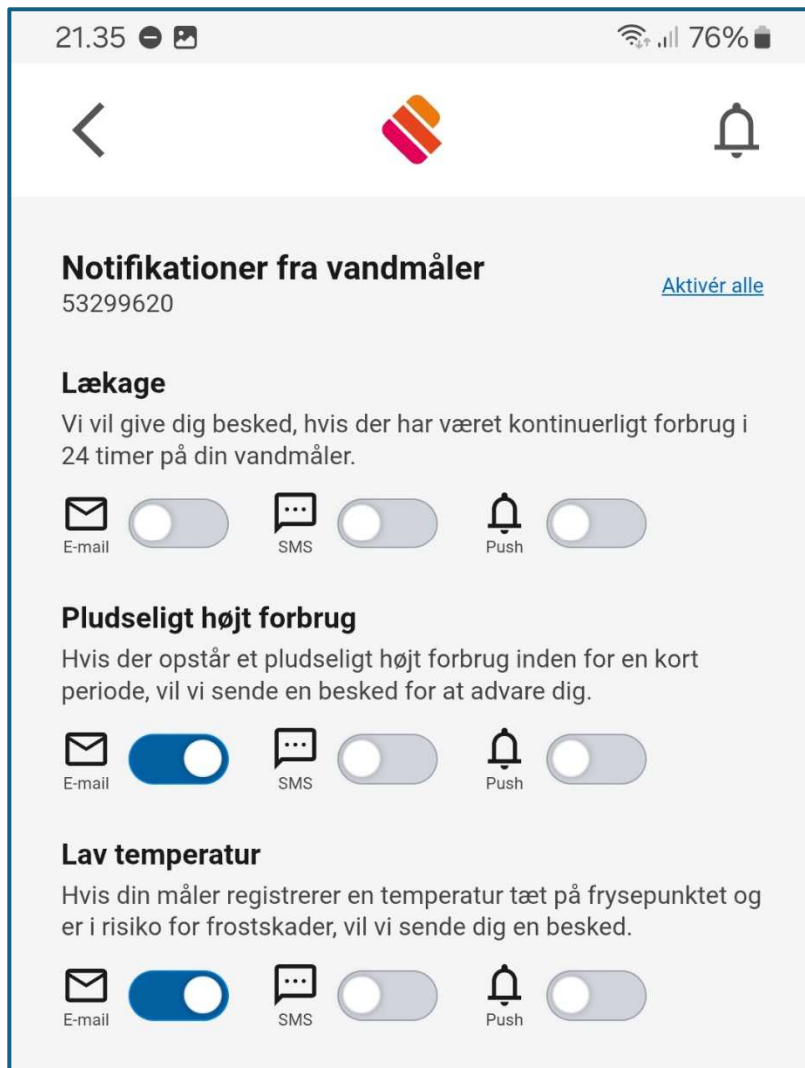 21.35 76%
Notifikationer fra vandmåler
Aktivér alle
53299620
Lækage
Vi vil give dig besked, hvis der har været kontinuerligt forbrug i
24 timer på din vandmåler.
E-mail SMS Push
Pludseligt højt forbrug
Hvis der opstår et pludseligt højt forbrug inden for en kort
periode, vil vi sende en besked for at advare dig.
E-mail SMS Push
Lav temperatur
Hvis din måler registrerer en temperatur tæt på frysepunktet og
er i risiko for frostskader, vil vi sende dig en besked.
E-mail SMS Push